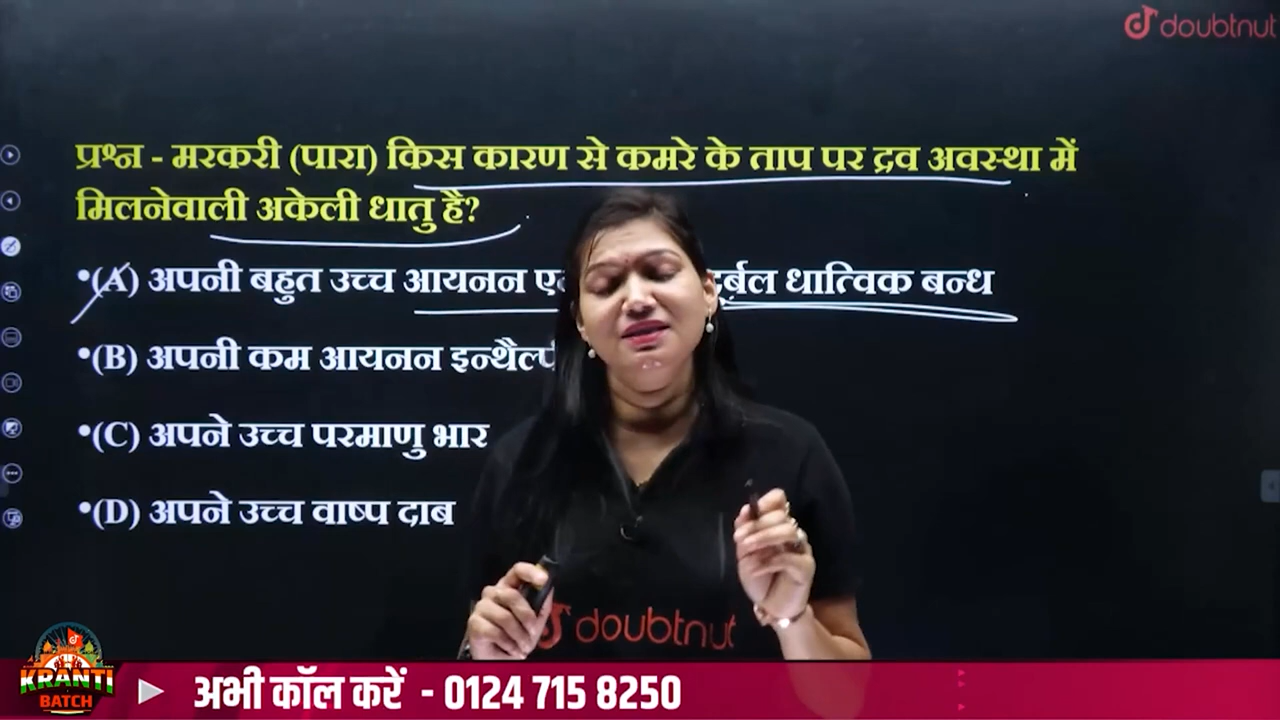 doubtnut
प्रश्न - मरकरी (पारा) किस कारण से कमरे के ताप पर द्रव अवस्था में
मिलनेवाली अकेली धातु है?
•(A) अपनी बहुत उच्च आयनन दुर्बल धात्विक बन्ध
•(B) अपनी कम आयनन
•(C) अपने उच्च परमाणु भार
•(D) अपने उच्च वाष्प दाब
doubtnut
KRANTI
BATCH
अभी कॉल करें - 0124 715 8250